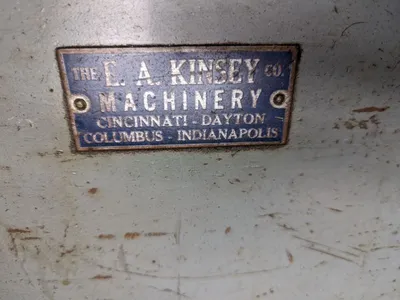 THE E. A. KINSEY CO.
MACHINERY
CINCINNATI - DAYTON
COLUMBUS - INDIANAPOLIS